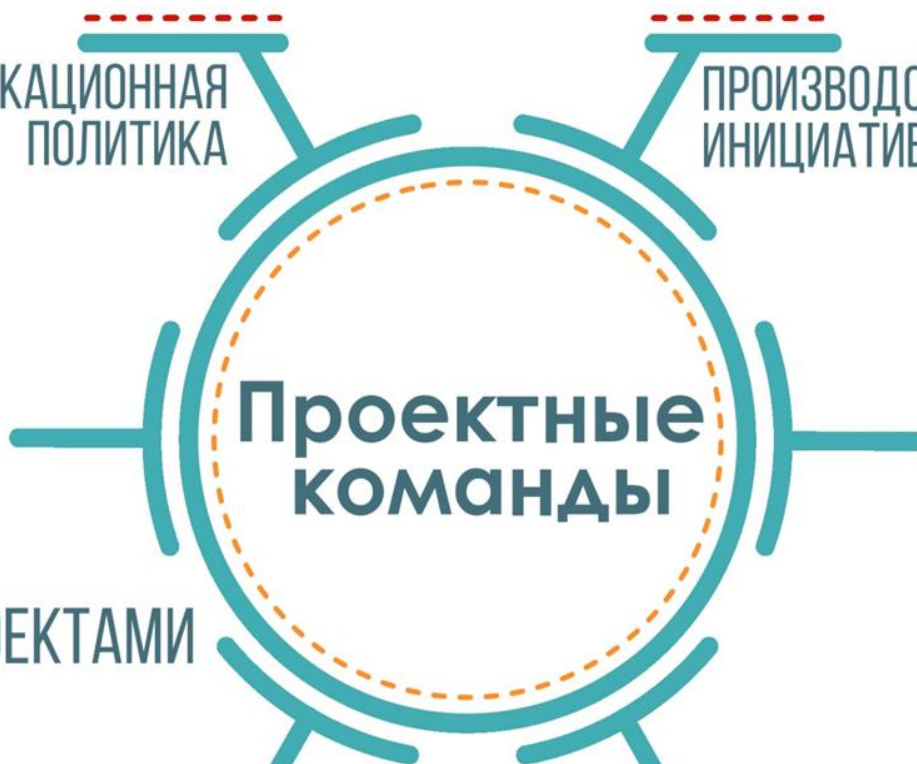 КАЦИОННАЯ
ПОЛИТИКА
ПРОИЗВОДС
ИНИЦИАТИВ
Проектные
команды
ЕКТАМИ